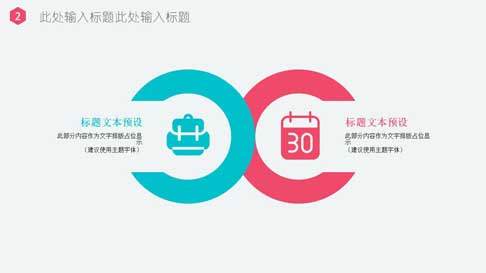 2
此处输入标题此处输入标题
标题文本预设
此部分内容作为文字排版占位显
示
（建议使用主题字体）
30
标题文本预设
此部分内容作为文字排版占位显
示
（建议使用主题字体）